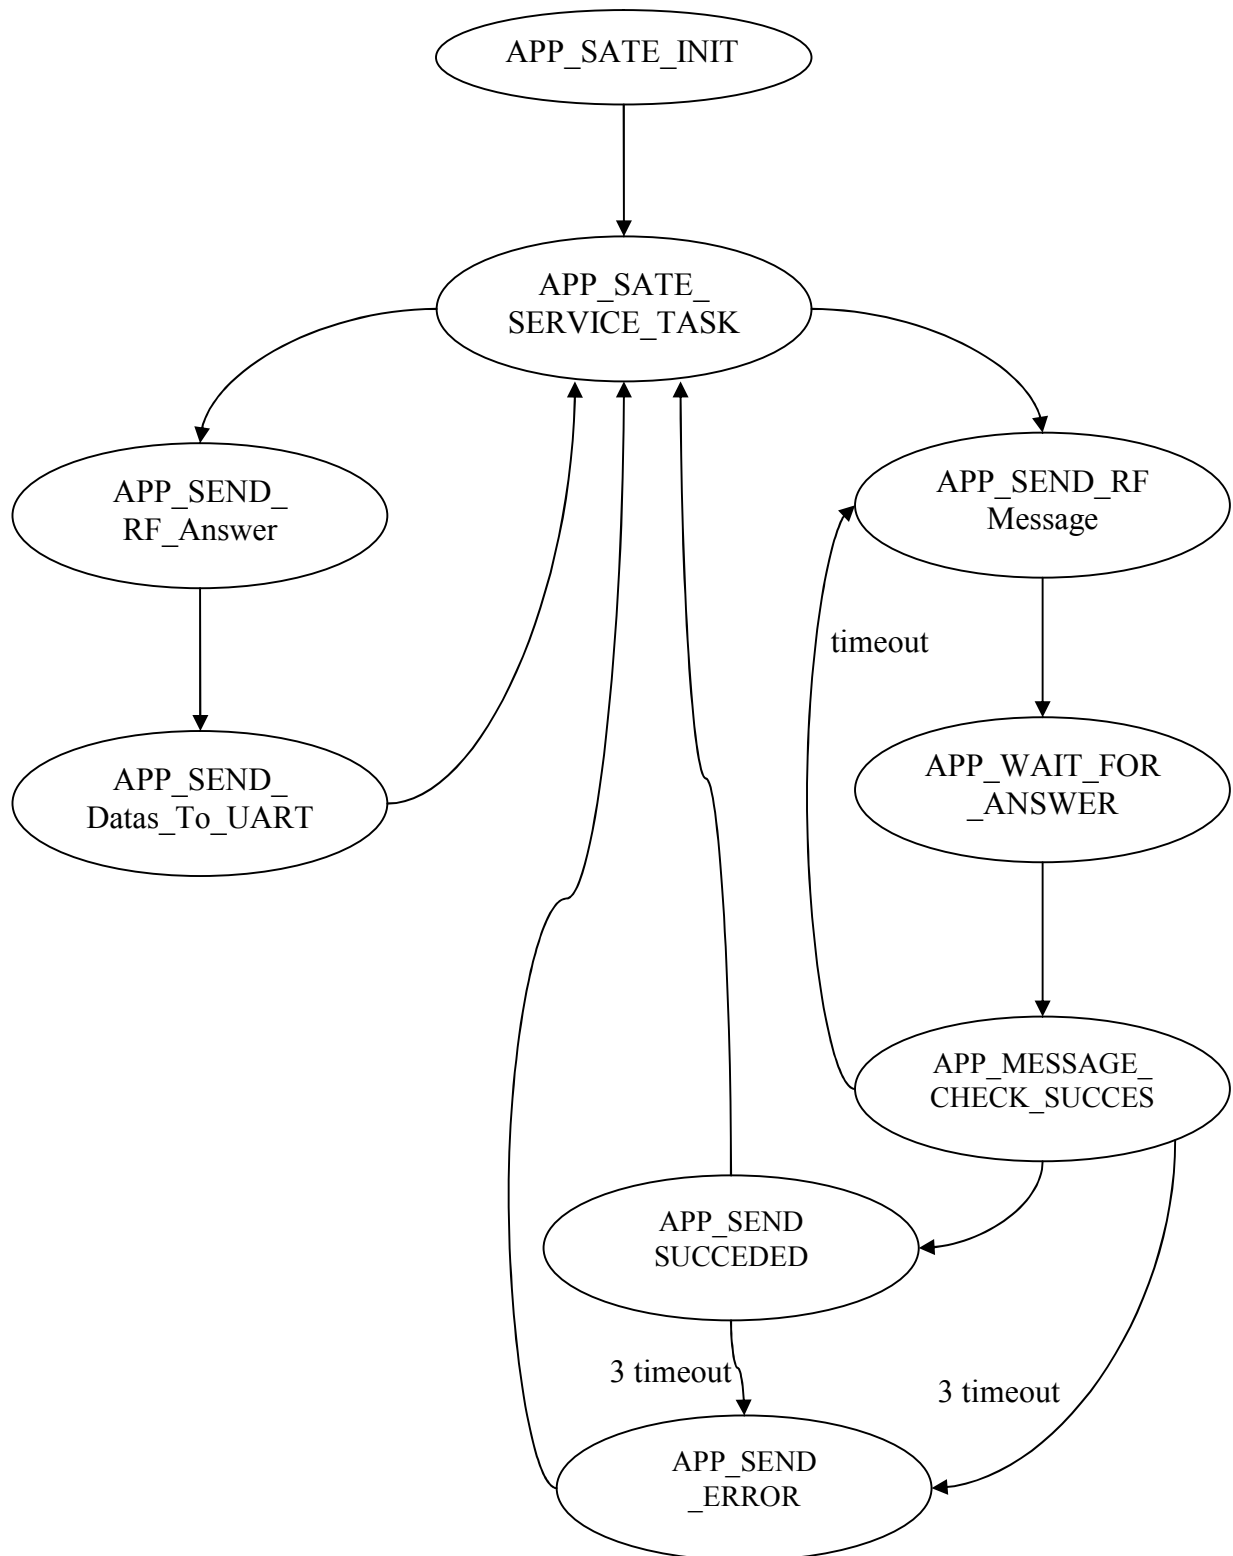 APP_SATE_INIT
APP_SATE_
SERVICE_TASK
APP_SEND_
RF_Answer
APP_SEND_RF
Message
timeout
APP_SEND_
Datas_To_UART
APP_WAIT_FOR
_ANSWER
APP_MESSAGE_
CHECK_SUCCES
APP_SEND
SUCCEDED
3 timeout
3 timeout
APP_SEND
_ERROR